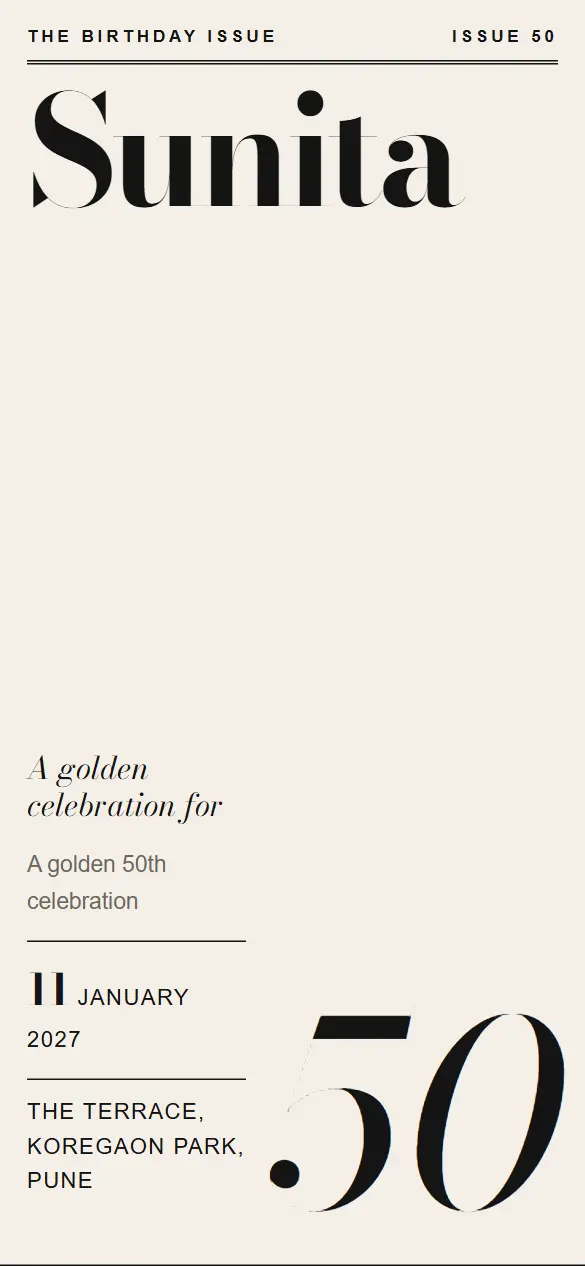 THE BIRTHDAY ISSUE
ISSUE 50
Sunita
A golden
celebration for
A golden 50th
celebration
11 JANUARY
2027
THE TERRACE,
KOREGAON PARK,
PUNE
50